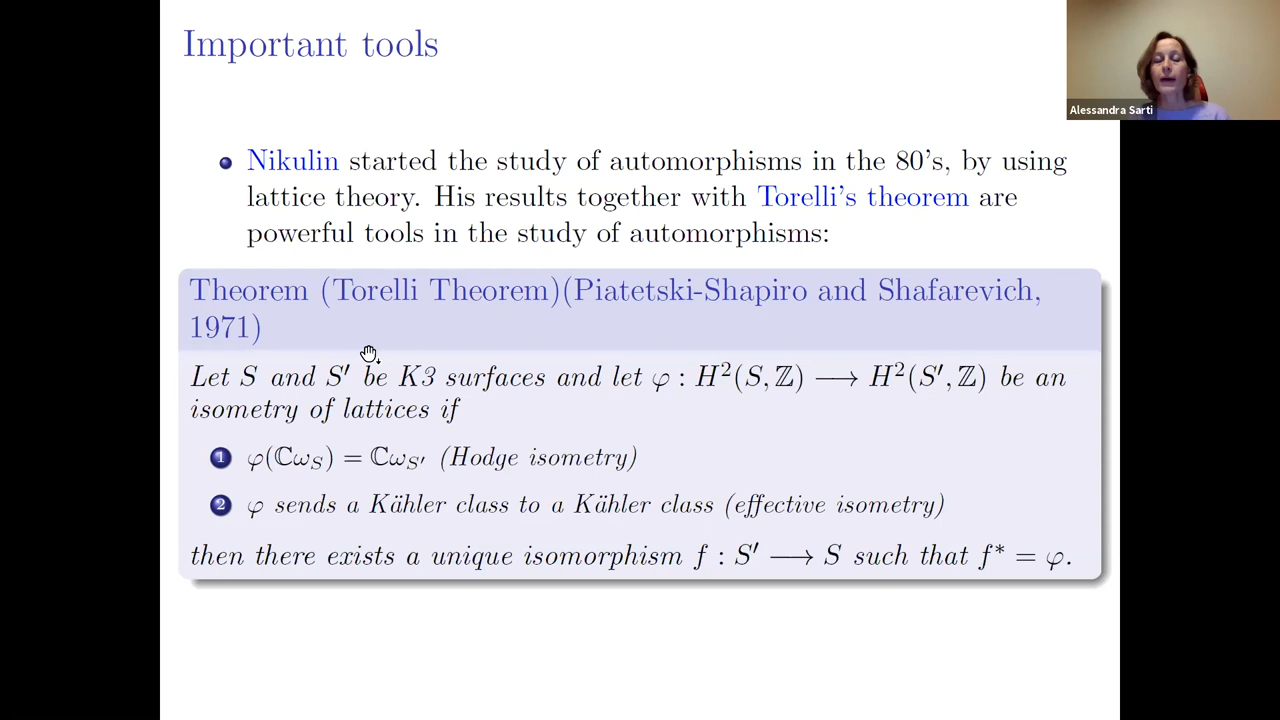 Important tools
Alessandra Sarti
Nikulin started the study of automorphisms in the 80's, by using
lattice theory. His results together with Torelli's theorem are
powerful tools in the study of automorphisms:
Theorem (Torelli Theorem)(Piatetski-Shapiro and Shafarevich,
1971)
Let S and S′ be K3 surfaces and let φ : H²(S, ℤ) ⟶ H²(S′, ℤ) be an
isometry of lattices if
1 φ(ℂω_S) = ℂω_S′ (Hodge isometry)
2 φ sends a Kähler class to a Kähler class (effective isometry)
then there exists a unique isomorphism f : S′ ⟶ S such that f* = φ.